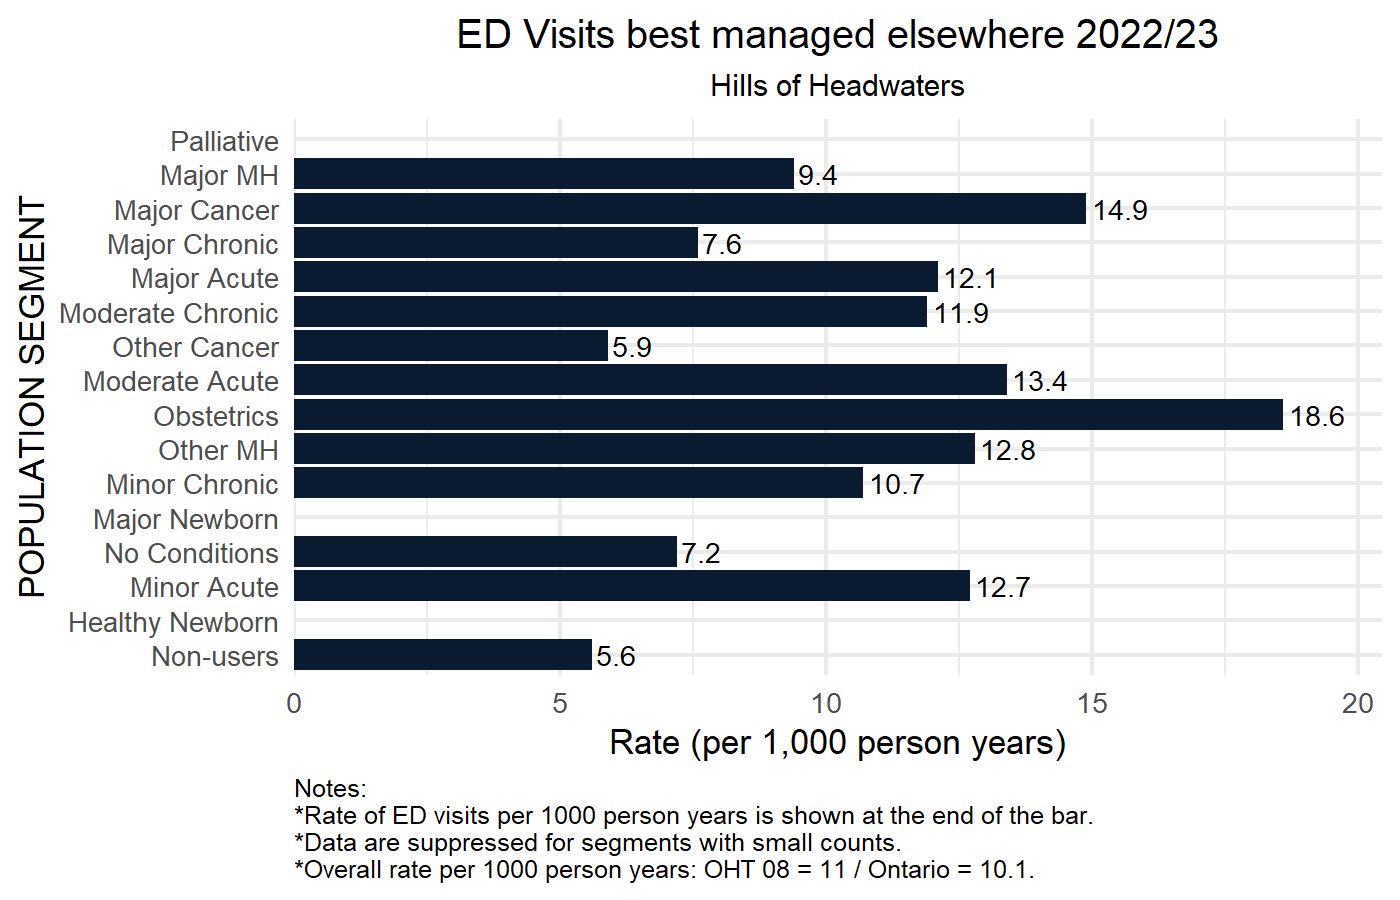 ED Visits best managed elsewhere 2022/23
Hills of Headwaters
POPULATION SEGMENT
Palliative
Major MH 9.4
Major Cancer 14.9
Major Chronic 7.6
Major Acute 12.1
Moderate Chronic 11.9
Other Cancer 5.9
Moderate Acute 13.4
Obstetrics 18.6
Other MH 12.8
Minor Chronic 10.7
Major Newborn
No Conditions 7.2
Minor Acute 12.7
Healthy Newborn
Non-users 5.6
0 5 10 15 20
Rate (per 1,000 person years)
Notes:
*Rate of ED visits per 1000 person years is shown at the end of the bar.
*Data are suppressed for segments with small counts.
*Overall rate per 1000 person years: OHT 08 = 11 / Ontario = 10.1.